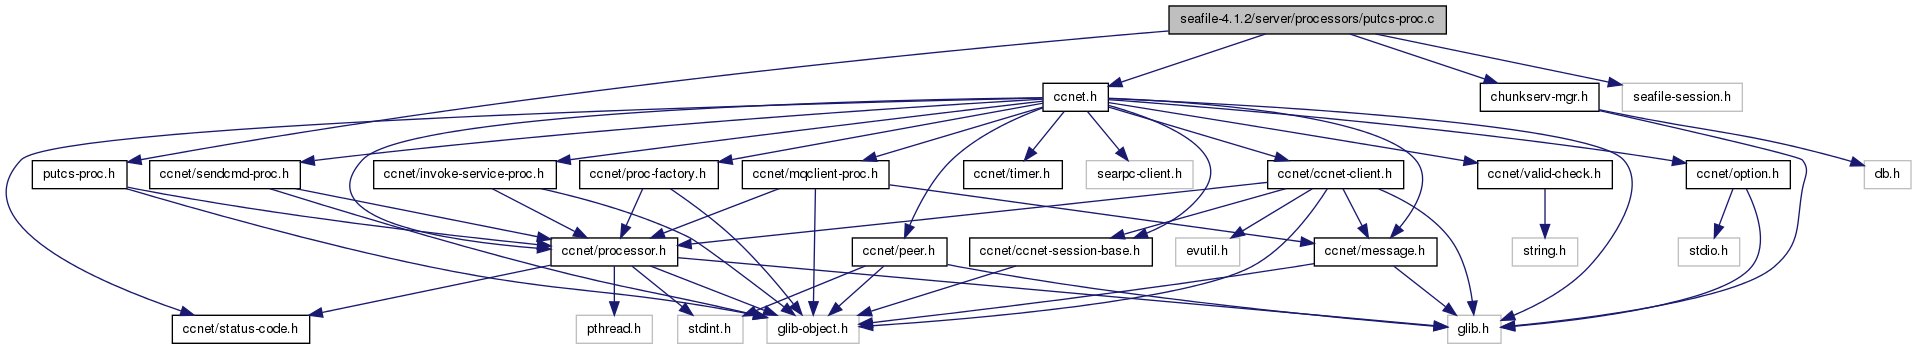 seafile-4.1.2/server/processors/putcs-proc.c
ccnet.h
chunkserv-mgr.h
seafile-session.h
putcs-proc.h
ccnet/sendcmd-proc.h
ccnet/invoke-service-proc.h
ccnet/proc-factory.h
ccnet/mqclient-proc.h
ccnet/timer.h
searpc-client.h
ccnet/ccnet-client.h
ccnet/valid-check.h
ccnet/option.h
db.h
ccnet/processor.h
ccnet/peer.h
ccnet/ccnet-session-base.h
evutil.h
ccnet/message.h
string.h
stdio.h
ccnet/status-code.h
pthread.h
stdint.h
glib-object.h
glib.h